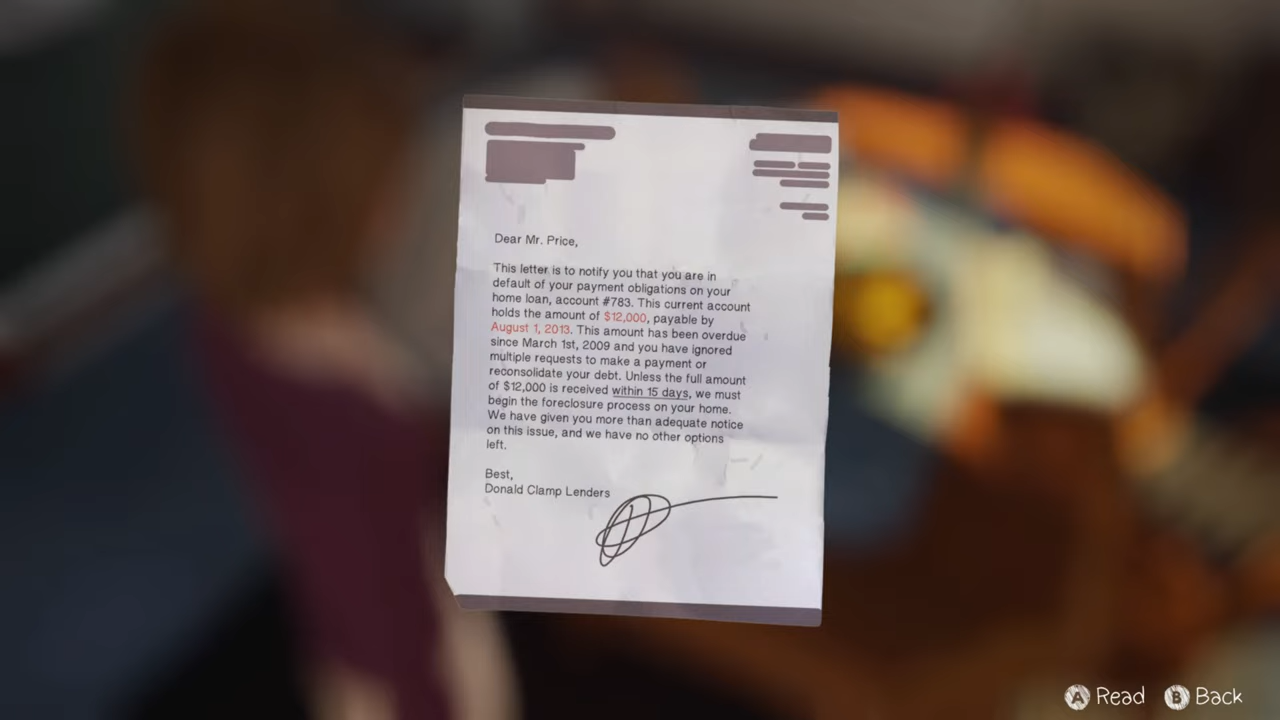 Dear Mr. Price,
This letter is to notify you that you are in
default of your payment obligations on your
home loan, account #783. This current account
holds the amount of $12,000, payable by
August 1, 2013. This amount has been overdue
since March 1st, 2009 and you have ignored
multiple requests to make a payment or
reconsolidate your debt. Unless the full amount
of $12,000 is received within 15 days, we must
begin the foreclosure process on your home.
We have given you more than adequate notice
on this issue, and we have no other options
left.
Best,
Donald Clamp Lenders
A Read B Back